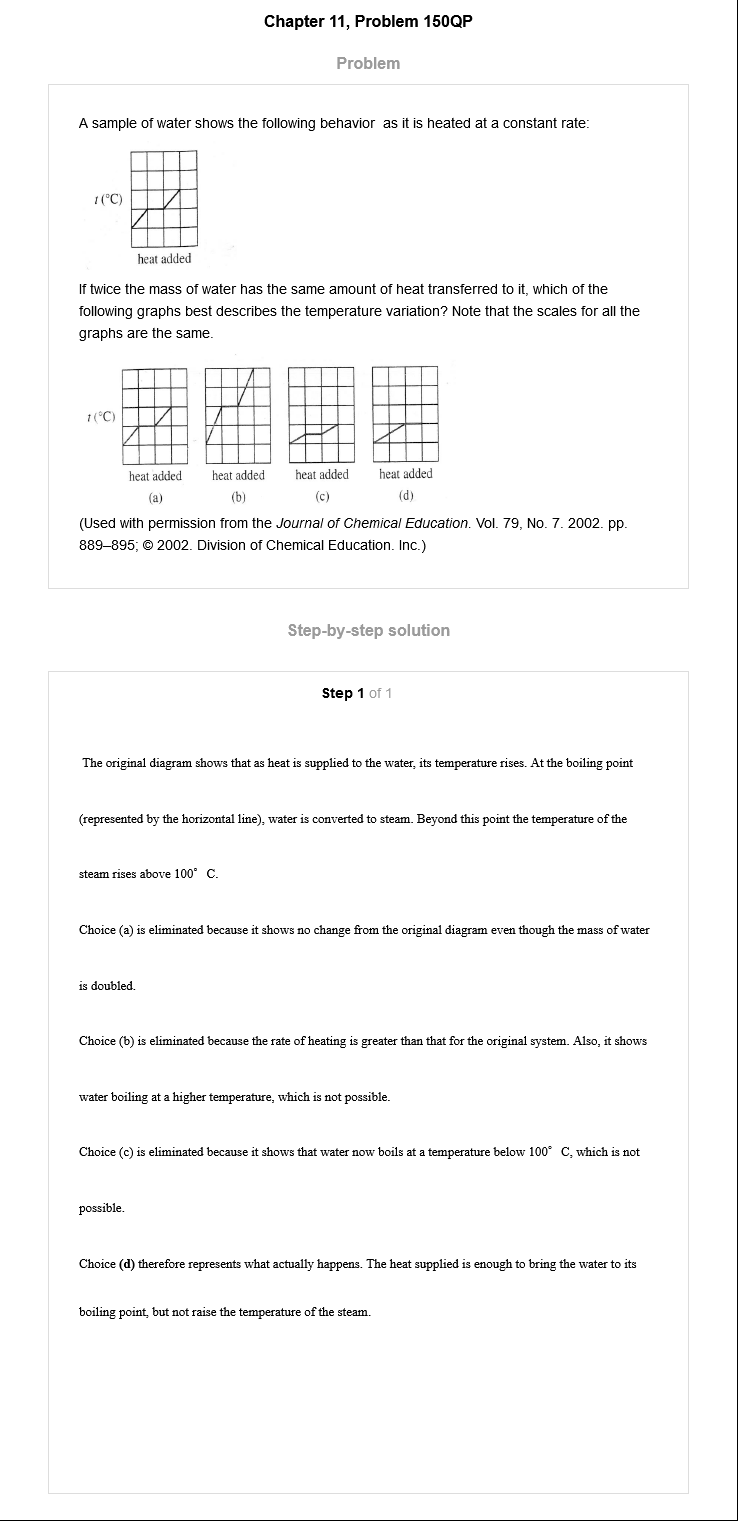 Chapter 11, Problem 150QP
Problem
A sample of water shows the following behavior as it is heated at a constant rate:
t (°C)
heat added
If twice the mass of water has the same amount of heat transferred to it, which of the
following graphs best describes the temperature variation? Note that the scales for all the
graphs are the same.
t (°C)
heat added heat added heat added heat added
(a) (b) (c) (d)
(Used with permission from the Journal of Chemical Education. Vol. 79, No. 7. 2002. pp.
889–895; © 2002. Division of Chemical Education. Inc.)
Step-by-step solution
Step 1 of 1
The original diagram shows that as heat is supplied to the water, its temperature rises. At the boiling point
(represented by the horizontal line), water is converted to steam. Beyond this point the temperature of the
steam rises above 100° C.
Choice (a) is eliminated because it shows no change from the original diagram even though the mass of water
is doubled.
Choice (b) is eliminated because the rate of heating is greater than that for the original system. Also, it shows
water boiling at a higher temperature, which is not possible.
Choice (c) is eliminated because it shows that water now boils at a temperature below 100° C, which is not
possible.
Choice (d) therefore represents what actually happens. The heat supplied is enough to bring the water to its
boiling point, but not raise the temperature of the steam.